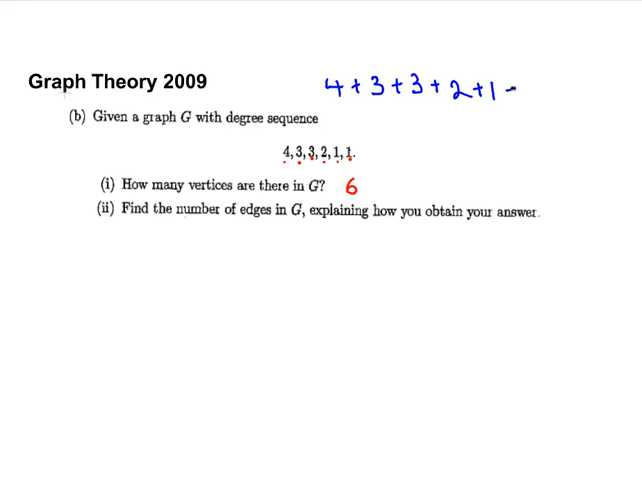 Graph Theory 2009
4 + 3 + 3 + 2 + 1 -
(b) Given a graph G with degree sequence
4, 3, 3, 2, 1, 1.
(i) How many vertices are there in G? 6
(ii) Find the number of edges in G, explaining how you obtain your answer.